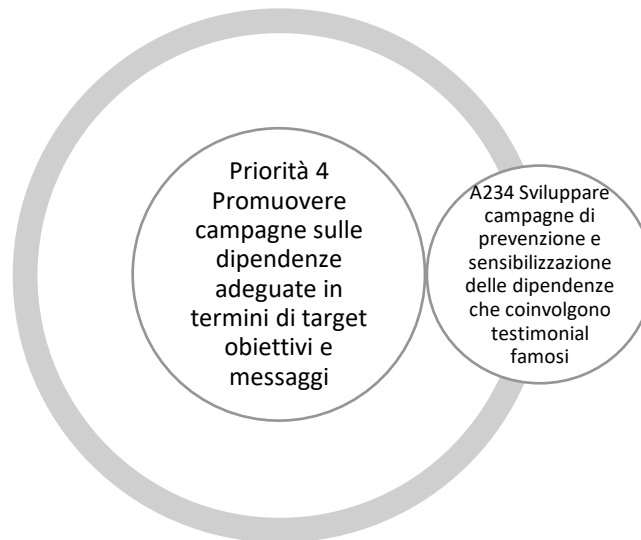 Priorità 4
Promuovere
campagne sulle
dipendenze
adeguate in
termini di target
obiettivi e
messaggi
A234 Sviluppare
campagne di
prevenzione e
sensibilizzazione
delle dipendenze
che coinvolgono
testimonial
famosi